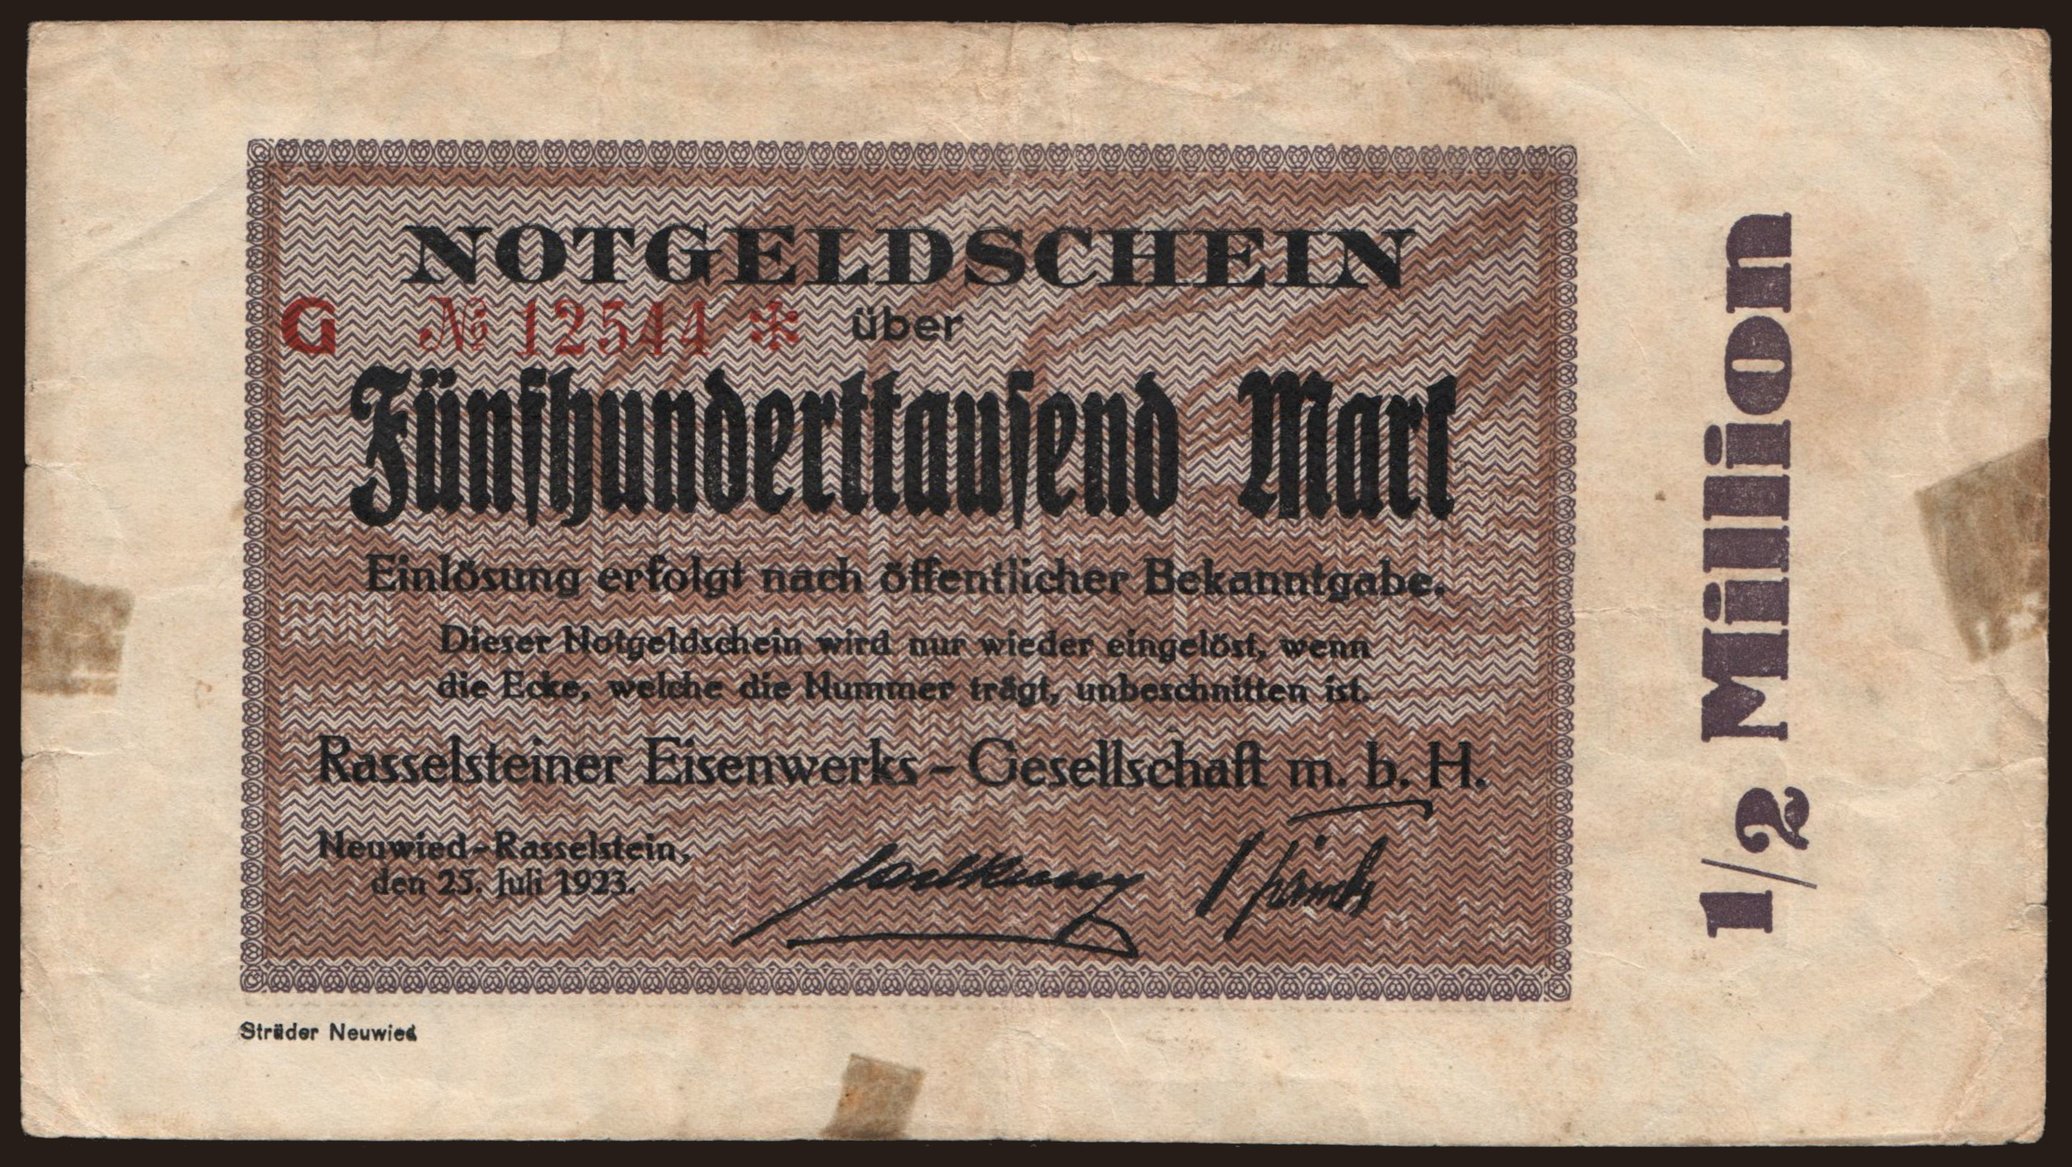 NOTGELDSCHEIN
G № 12544 * über
Fünfhunderttausend Mark
Einlösung erfolgt nach öffentlicher Bekanntgabe.
Dieser Notgeldschein wird nur wieder eingelöst, wenn
die Ecke, welche die Nummer trägt, unbeschnitten ist.
Rasselsteiner Eisenwerks-Gesellschaft m. b. H.
Neuwied-Rasselstein,
den 25. Juli 1923.
Strüder Neuwied
1/2 Million